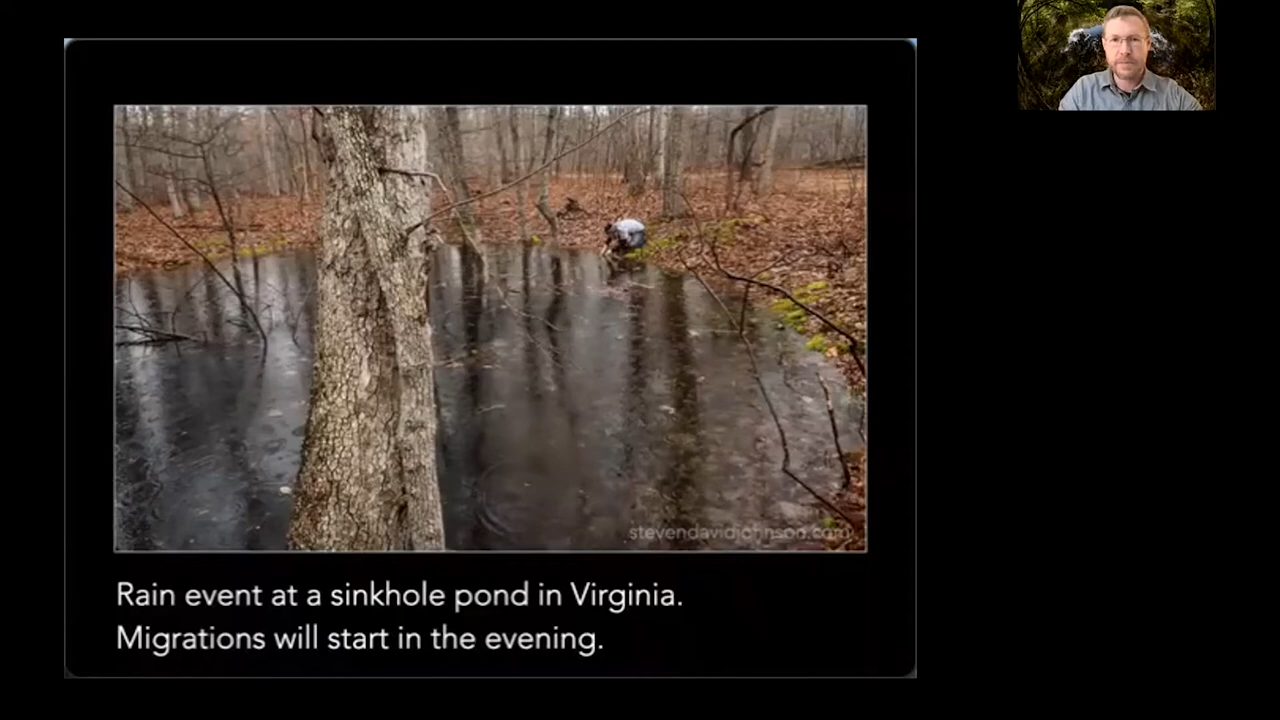 stevendavidjohnson.com
Rain event at a sinkhole pond in Virginia.
Migrations will start in the evening.